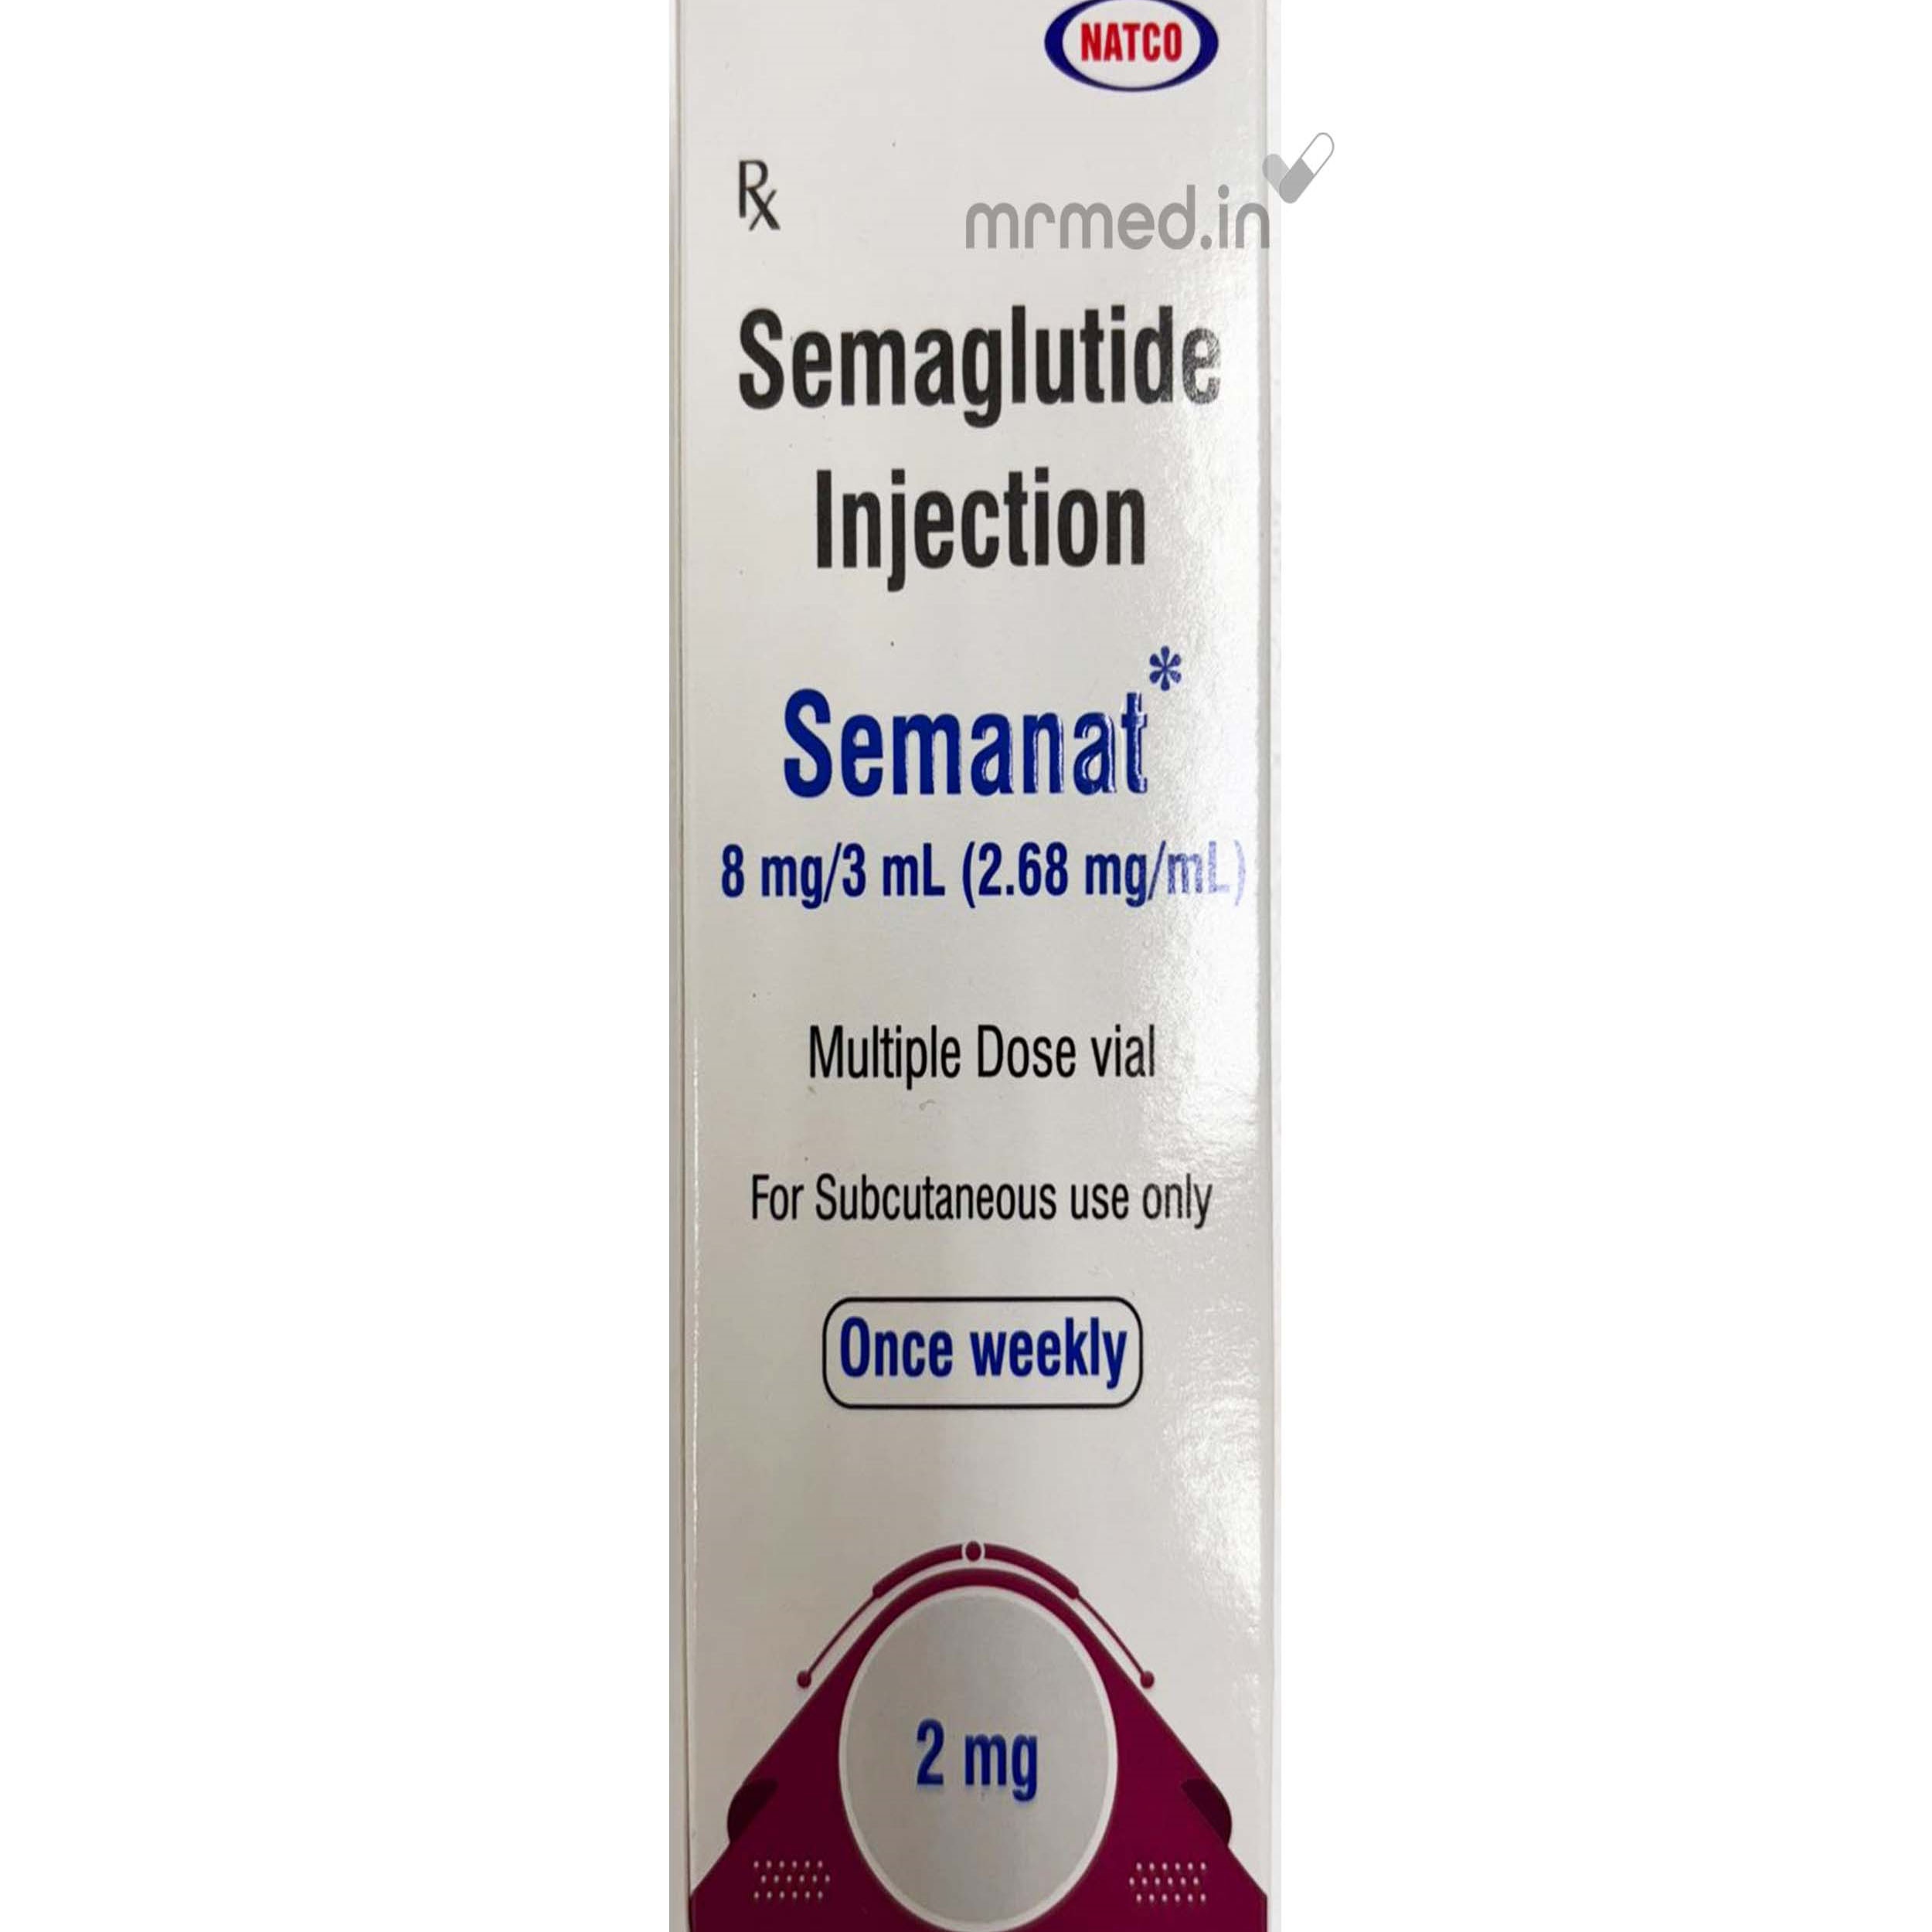 NATCO
Rx
mrmed.in
Semaglutide
Injection
Semanat*
8 mg/3 mL (2.68 mg/mL)
Multiple Dose vial
For Subcutaneous use only
Once weekly
2 mg